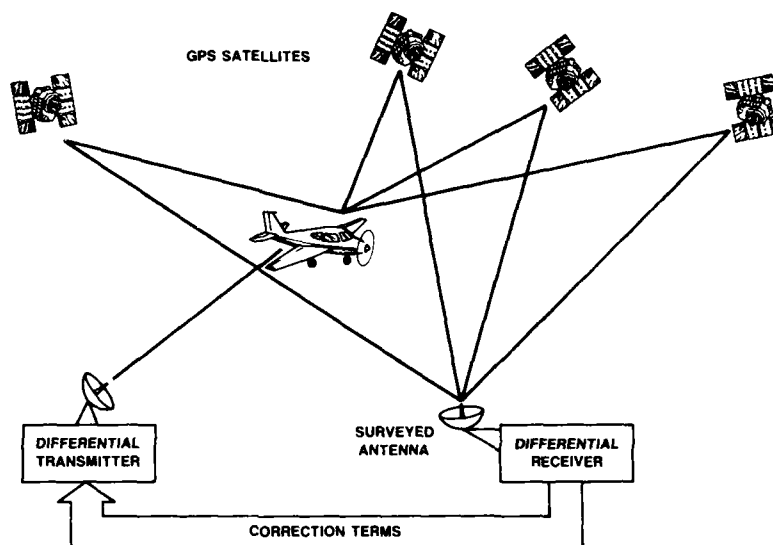 GPS SATELLITES
DIFFERENTIAL
TRANSMITTER
SURVEYED
ANTENNA
DIFFERENTIAL
RECEIVER
CORRECTION TERMS